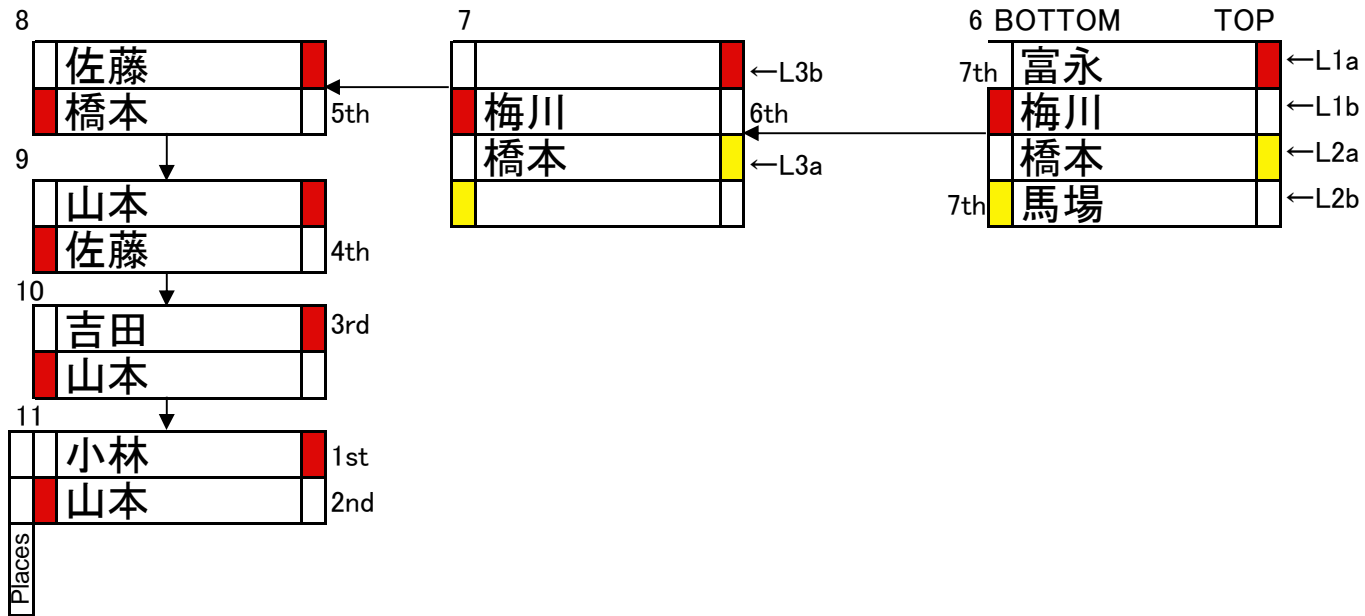 8
佐藤
橋本
5th
9
山本
佐藤
4th
10
吉田
3rd
山本
11
小林
1st
山本
2nd
Places
7
←L3b
梅川
6th
橋本
←L3a
6 BOTTOM TOP
7th 富永 ←L1a
梅川 ←L1b
橋本 ←L2a
7th 馬場 ←L2b